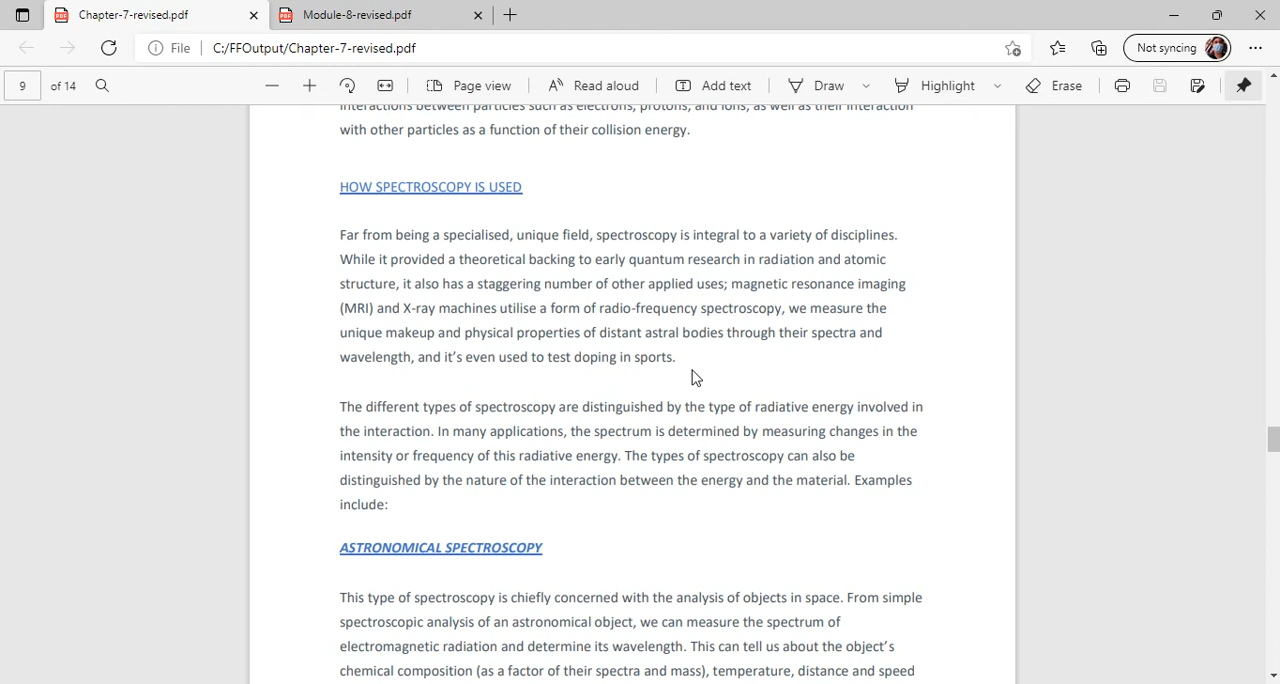 Chapter-7-revised.pdf
Module-8-revised.pdf
File
C:/FFOutput/Chapter-7-revised.pdf
Not syncing
9 of 14
Page view
Read aloud
Add text
Draw
Highlight
Erase
interactions between particles such as electrons, protons, and ions, as well as their interaction
with other particles as a function of their collision energy.
HOW SPECTROSCOPY IS USED
Far from being a specialised, unique field, spectroscopy is integral to a variety of disciplines.
While it provided a theoretical backing to early quantum research in radiation and atomic
structure, it also has a staggering number of other applied uses; magnetic resonance imaging
(MRI) and X-ray machines utilise a form of radio-frequency spectroscopy, we measure the
unique makeup and physical properties of distant astral bodies through their spectra and
wavelength, and it's even used to test doping in sports.
The different types of spectroscopy are distinguished by the type of radiative energy involved in
the interaction. In many applications, the spectrum is determined by measuring changes in the
intensity or frequency of this radiative energy. The types of spectroscopy can also be
distinguished by the nature of the interaction between the energy and the material. Examples
include:
ASTRONOMICAL SPECTROSCOPY
This type of spectroscopy is chiefly concerned with the analysis of objects in space. From simple
spectroscopic analysis of an astronomical object, we can measure the spectrum of
electromagnetic radiation and determine its wavelength. This can tell us about the object's
chemical composition (as a factor of their spectra and mass), temperature, distance and speed